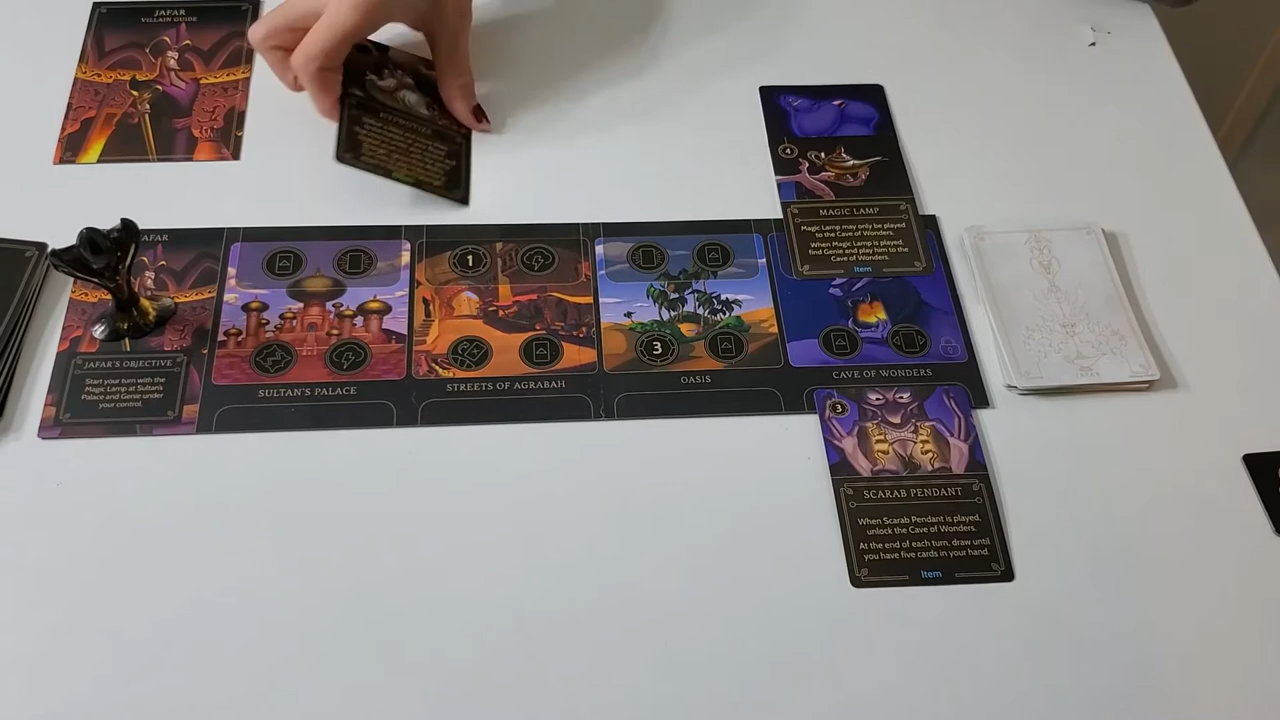 JAFAR
VILLAIN GUIDE
HYPNOTIZE
4
MAGIC LAMP
Magic Lamp may only be played
to the Cave of Wonders.
When Magic Lamp is played,
find Genie and play him to the
Cave of Wonders.
Item
AFAR
JAFAR'S OBJECTIVE
Start your turn with the
Magic Lamp at Sultan's
Palace and Genie under
your control.
1
3
SULTAN'S PALACE
STREETS OF AGRABAH
OASIS
CAVE OF WONDERS
3
SCARAB PENDANT
When Scarab Pendant is played,
unlock the Cave of Wonders.
At the end of each turn, draw until
you have five cards in your hand.
Item